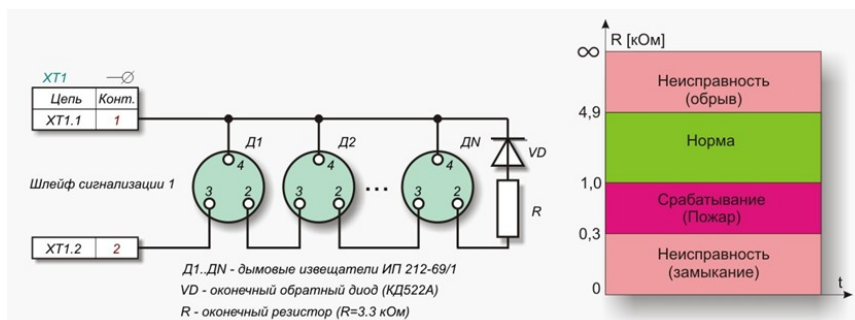 XT1
Цепь Конт.
XT1.1 1
Шлейф сигнализации 1
XT1.2 2
Д1 Д2 ДN
4 4 4
3 2 3 2 ... 3 2
VD
R
Д1..ДN - дымовые извещатели ИП 212-69/1
VD - оконечный обратный диод (КД522А)
R - оконечный резистор (R=3.3 кОм)
R [кОм]
∞
Неисправность
(обрыв)
4,9
Норма
1,0
Срабатывание
(Пожар)
0,3
Неисправность
(замыкание)
0
t